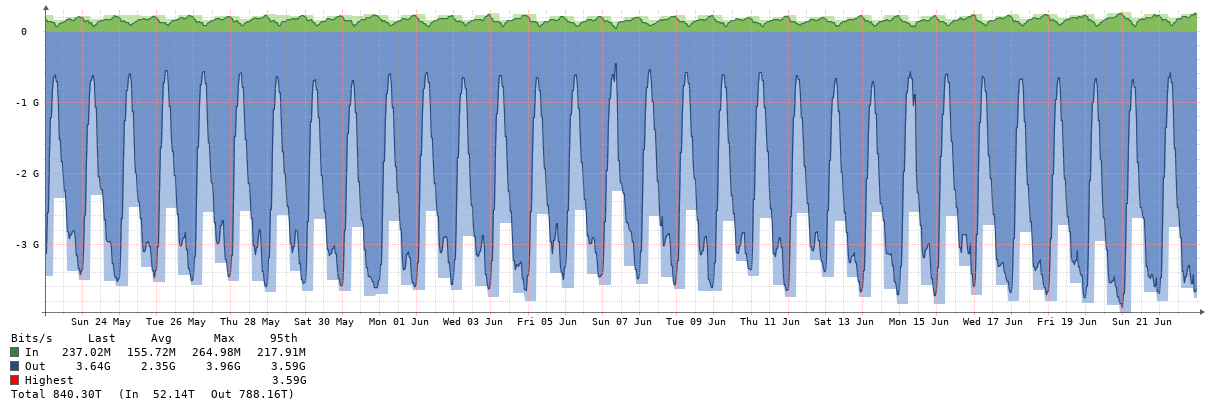 0
-1 G
-2 G
-3 G
Sun 24 May Tue 26 May Thu 28 May Sat 30 May Mon 01 Jun Wed 03 Jun Fri 05 Jun Sun 07 Jun Tue 09 Jun Thu 11 Jun Sat 13 Jun Mon 15 Jun Wed 17 Jun Fri 19 Jun Sun 21 Jun
Bits/s Last Avg Max 95th
In 237.02M 155.72M 264.98M 217.91M
Out 3.64G 2.35G 3.96G 3.59G
Highest 3.59G
Total 840.30T (In 52.14T Out 788.16T)